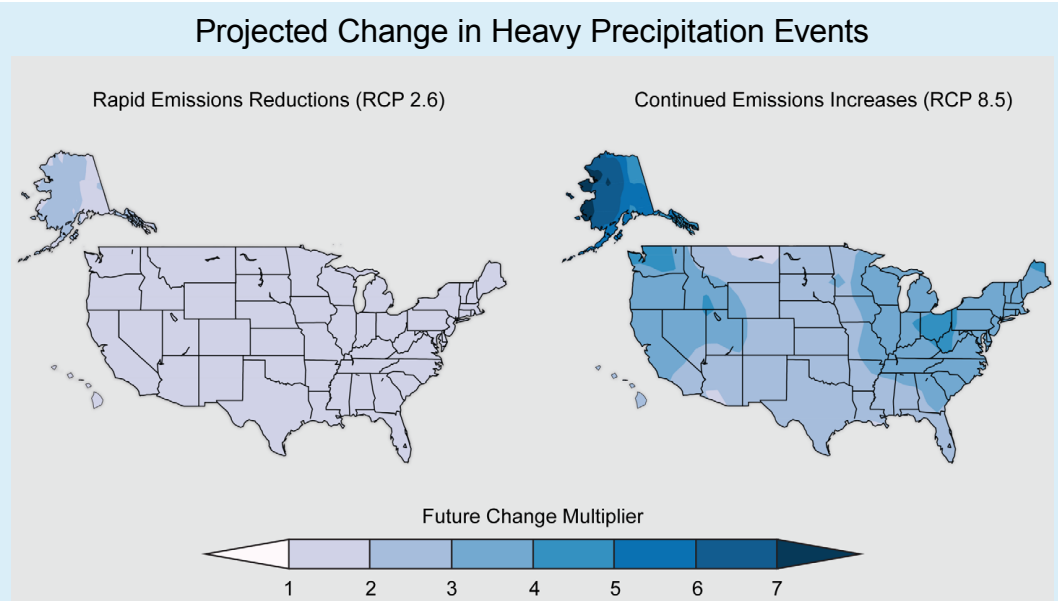 Projected Change in Heavy Precipitation Events
Rapid Emissions Reductions (RCP 2.6)
Continued Emissions Increases (RCP 8.5)
Future Change Multiplier
1 2 3 4 5 6 7